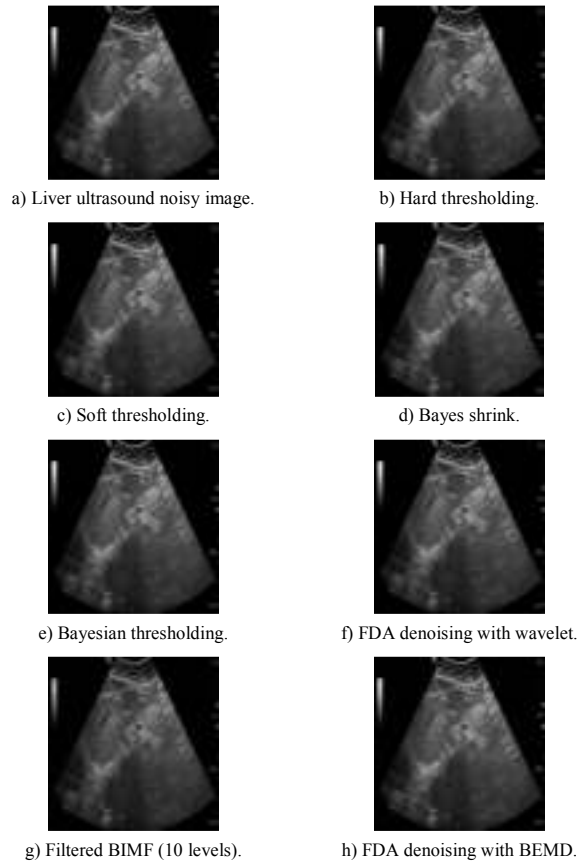 a) Liver ultrasound noisy image.
b) Hard thresholding.
c) Soft thresholding.
d) Bayes shrink.
e) Bayesian thresholding.
f) FDA denoising with wavelet.
g) Filtered BIMF (10 levels).
h) FDA denoising with BEMD.